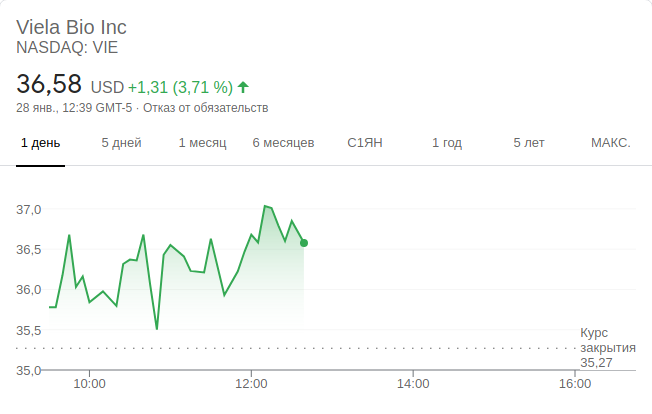 Viela Bio Inc
NASDAQ: VIE
36,58 USD +1,31 (3,71 %)
28 янв., 12:39 GMT-5 · Отказ от обязательств
1 день 5 дней 1 месяц 6 месяцев С1ЯН 1 год 5 лет МАКС.
37,0
36,5
36,0
35,5
35,0
Курс
закрытия
35,27
10:00 12:00 14:00 16:00